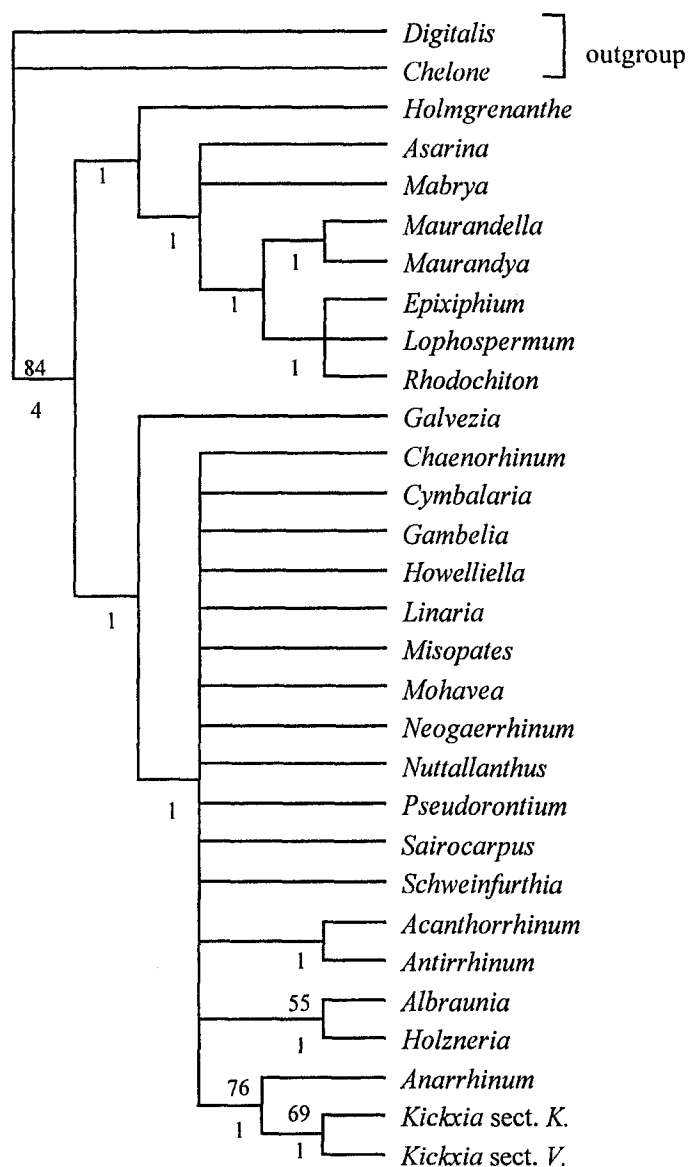 Digitalis
outgroup
Chelone
Holmgrenanthe
Asarina
1
Mabrya
Maurandella
1
1
Maurandya
Epixiphium
1
Lophospermum
84
1
Rhodochiton
4
Galvezia
Chaenorhinum
Cymbalaria
Gambelia
Howelliella
Linaria
1
Misopates
Mohavea
Neogaerrhinum
Nuttallanthus
1
Pseudorontium
Sairocarpus
Schweinfurthia
Acanthorrhinum
1
Antirrhinum
55
Albraunia
1
Holzneria
76
Anarrhinum
69
Kickxia sect. K.
1
1
Kickxia sect. V.